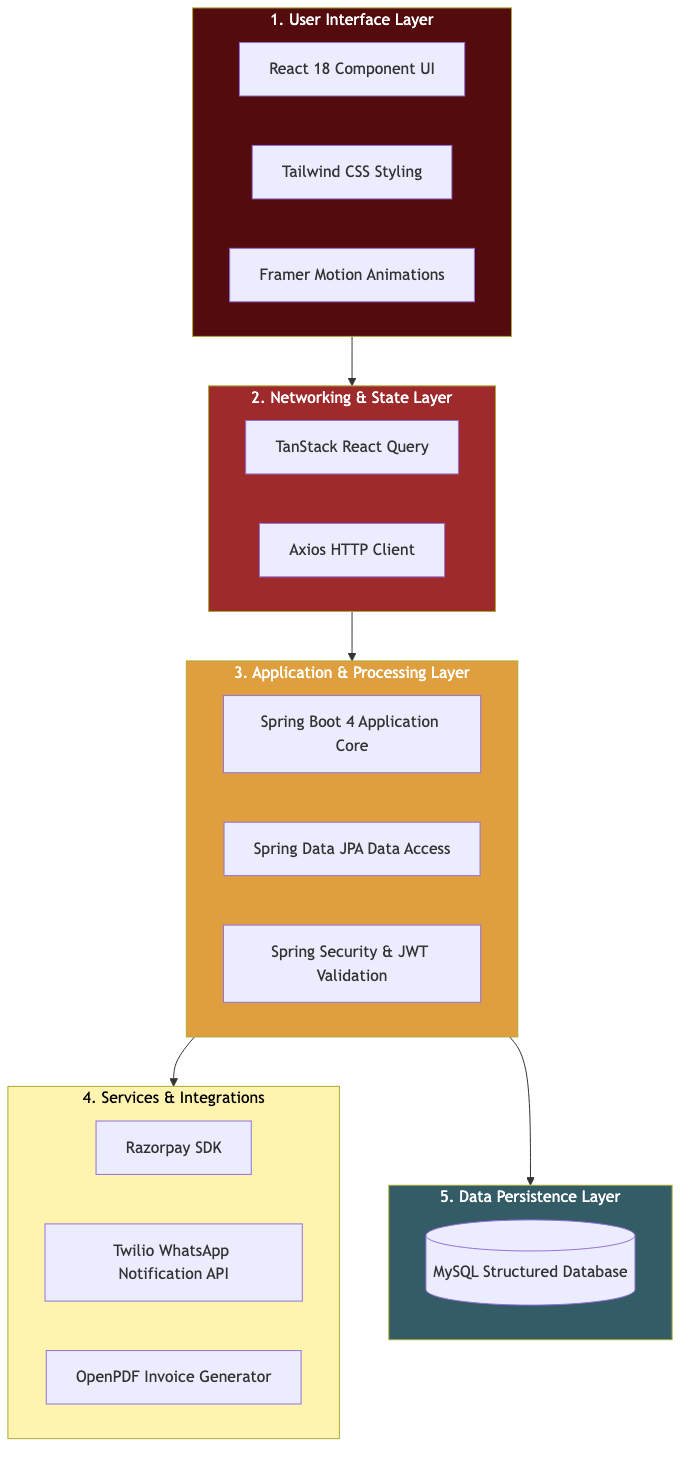 1. User Interface Layer
React 18 Component UI
Tailwind CSS Styling
Framer Motion Animations
2. Networking & State Layer
TanStack React Query
Axios HTTP Client
3. Application & Processing Layer
Spring Boot 4 Application
Core
Spring Data JPA Data Access
Spring Security & JWT
Validation
4. Services & Integrations
Razorpay SDK
Twilio WhatsApp
Notification API
OpenPDF Invoice Generator
5. Data Persistence Layer
MySQL Structured Database